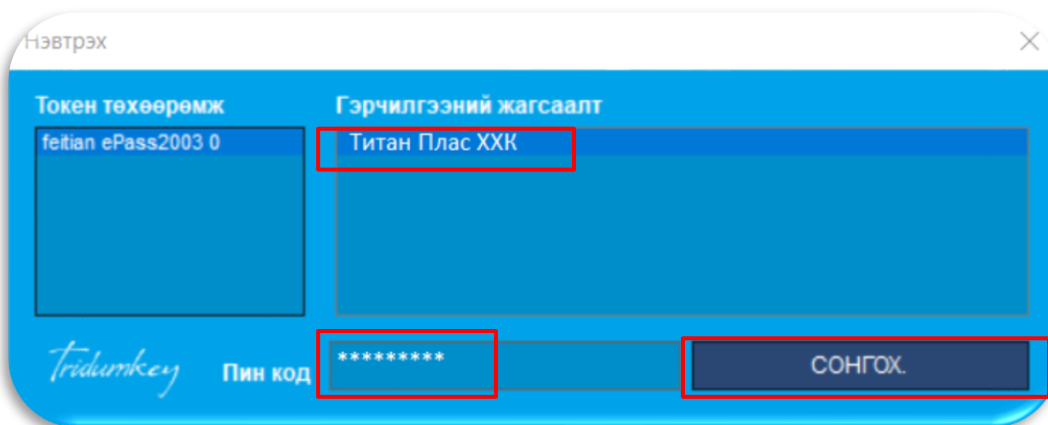 Нэвтрэх
Токен төхөөрөмж
Гэрчилгээний жагсаалт
feitian ePass2003 0
Титан Плас ХХК
Tridumkey
Пин код
*********
СОНГОХ.